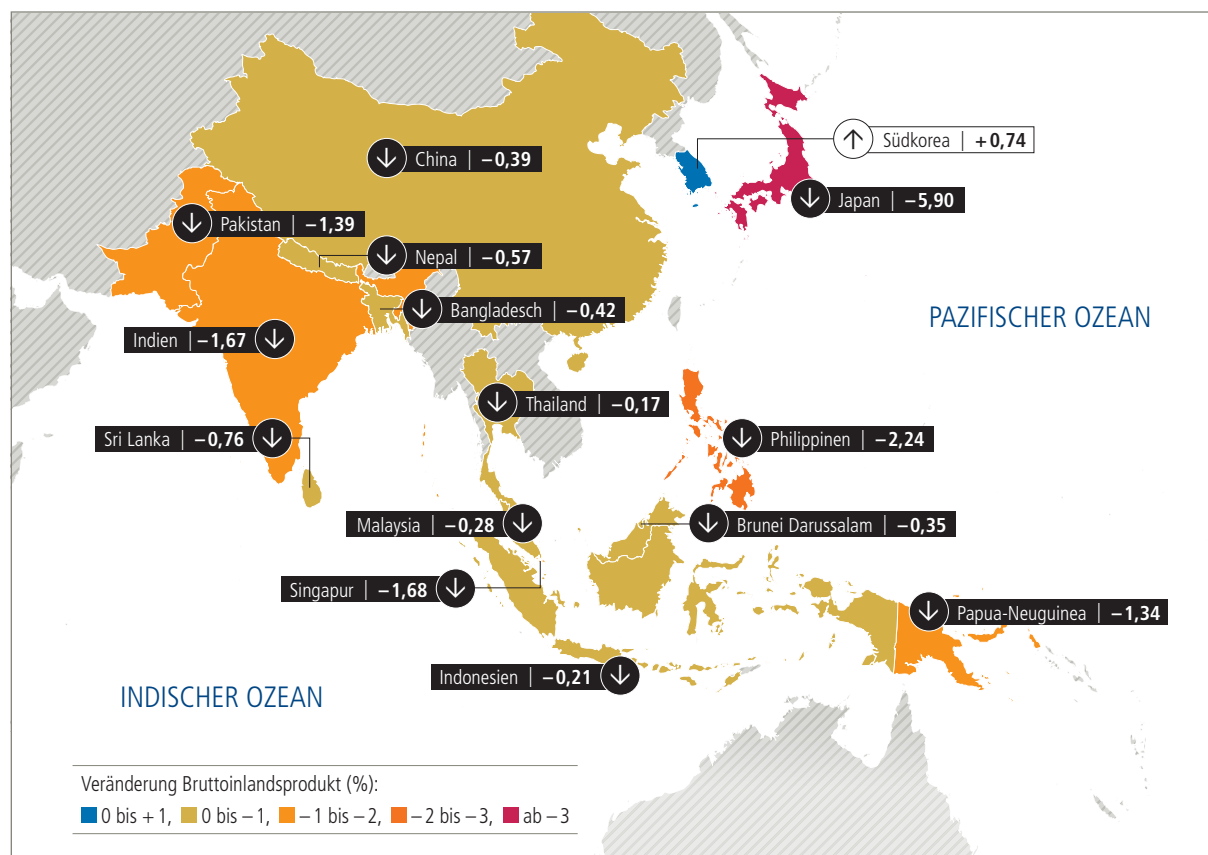 Südkorea | +0,74
China | −0,39
Japan | −5,90
Pakistan | −1,39
Nepal | −0,57
Bangladesch | −0,42
PAZIFISCHER OZEAN
Indien | −1,67
Thailand | −0,17
Sri Lanka | −0,76
Philippinen | −2,24
Malaysia | −0,28
Brunei Darussalam | −0,35
Singapur | −1,68
Papua-Neuguinea | −1,34
Indonesien | −0,21
INDISCHER OZEAN
Veränderung Bruttoinlandsprodukt (%):
0 bis +1, 0 bis −1, −1 bis −2, −2 bis −3, ab −3